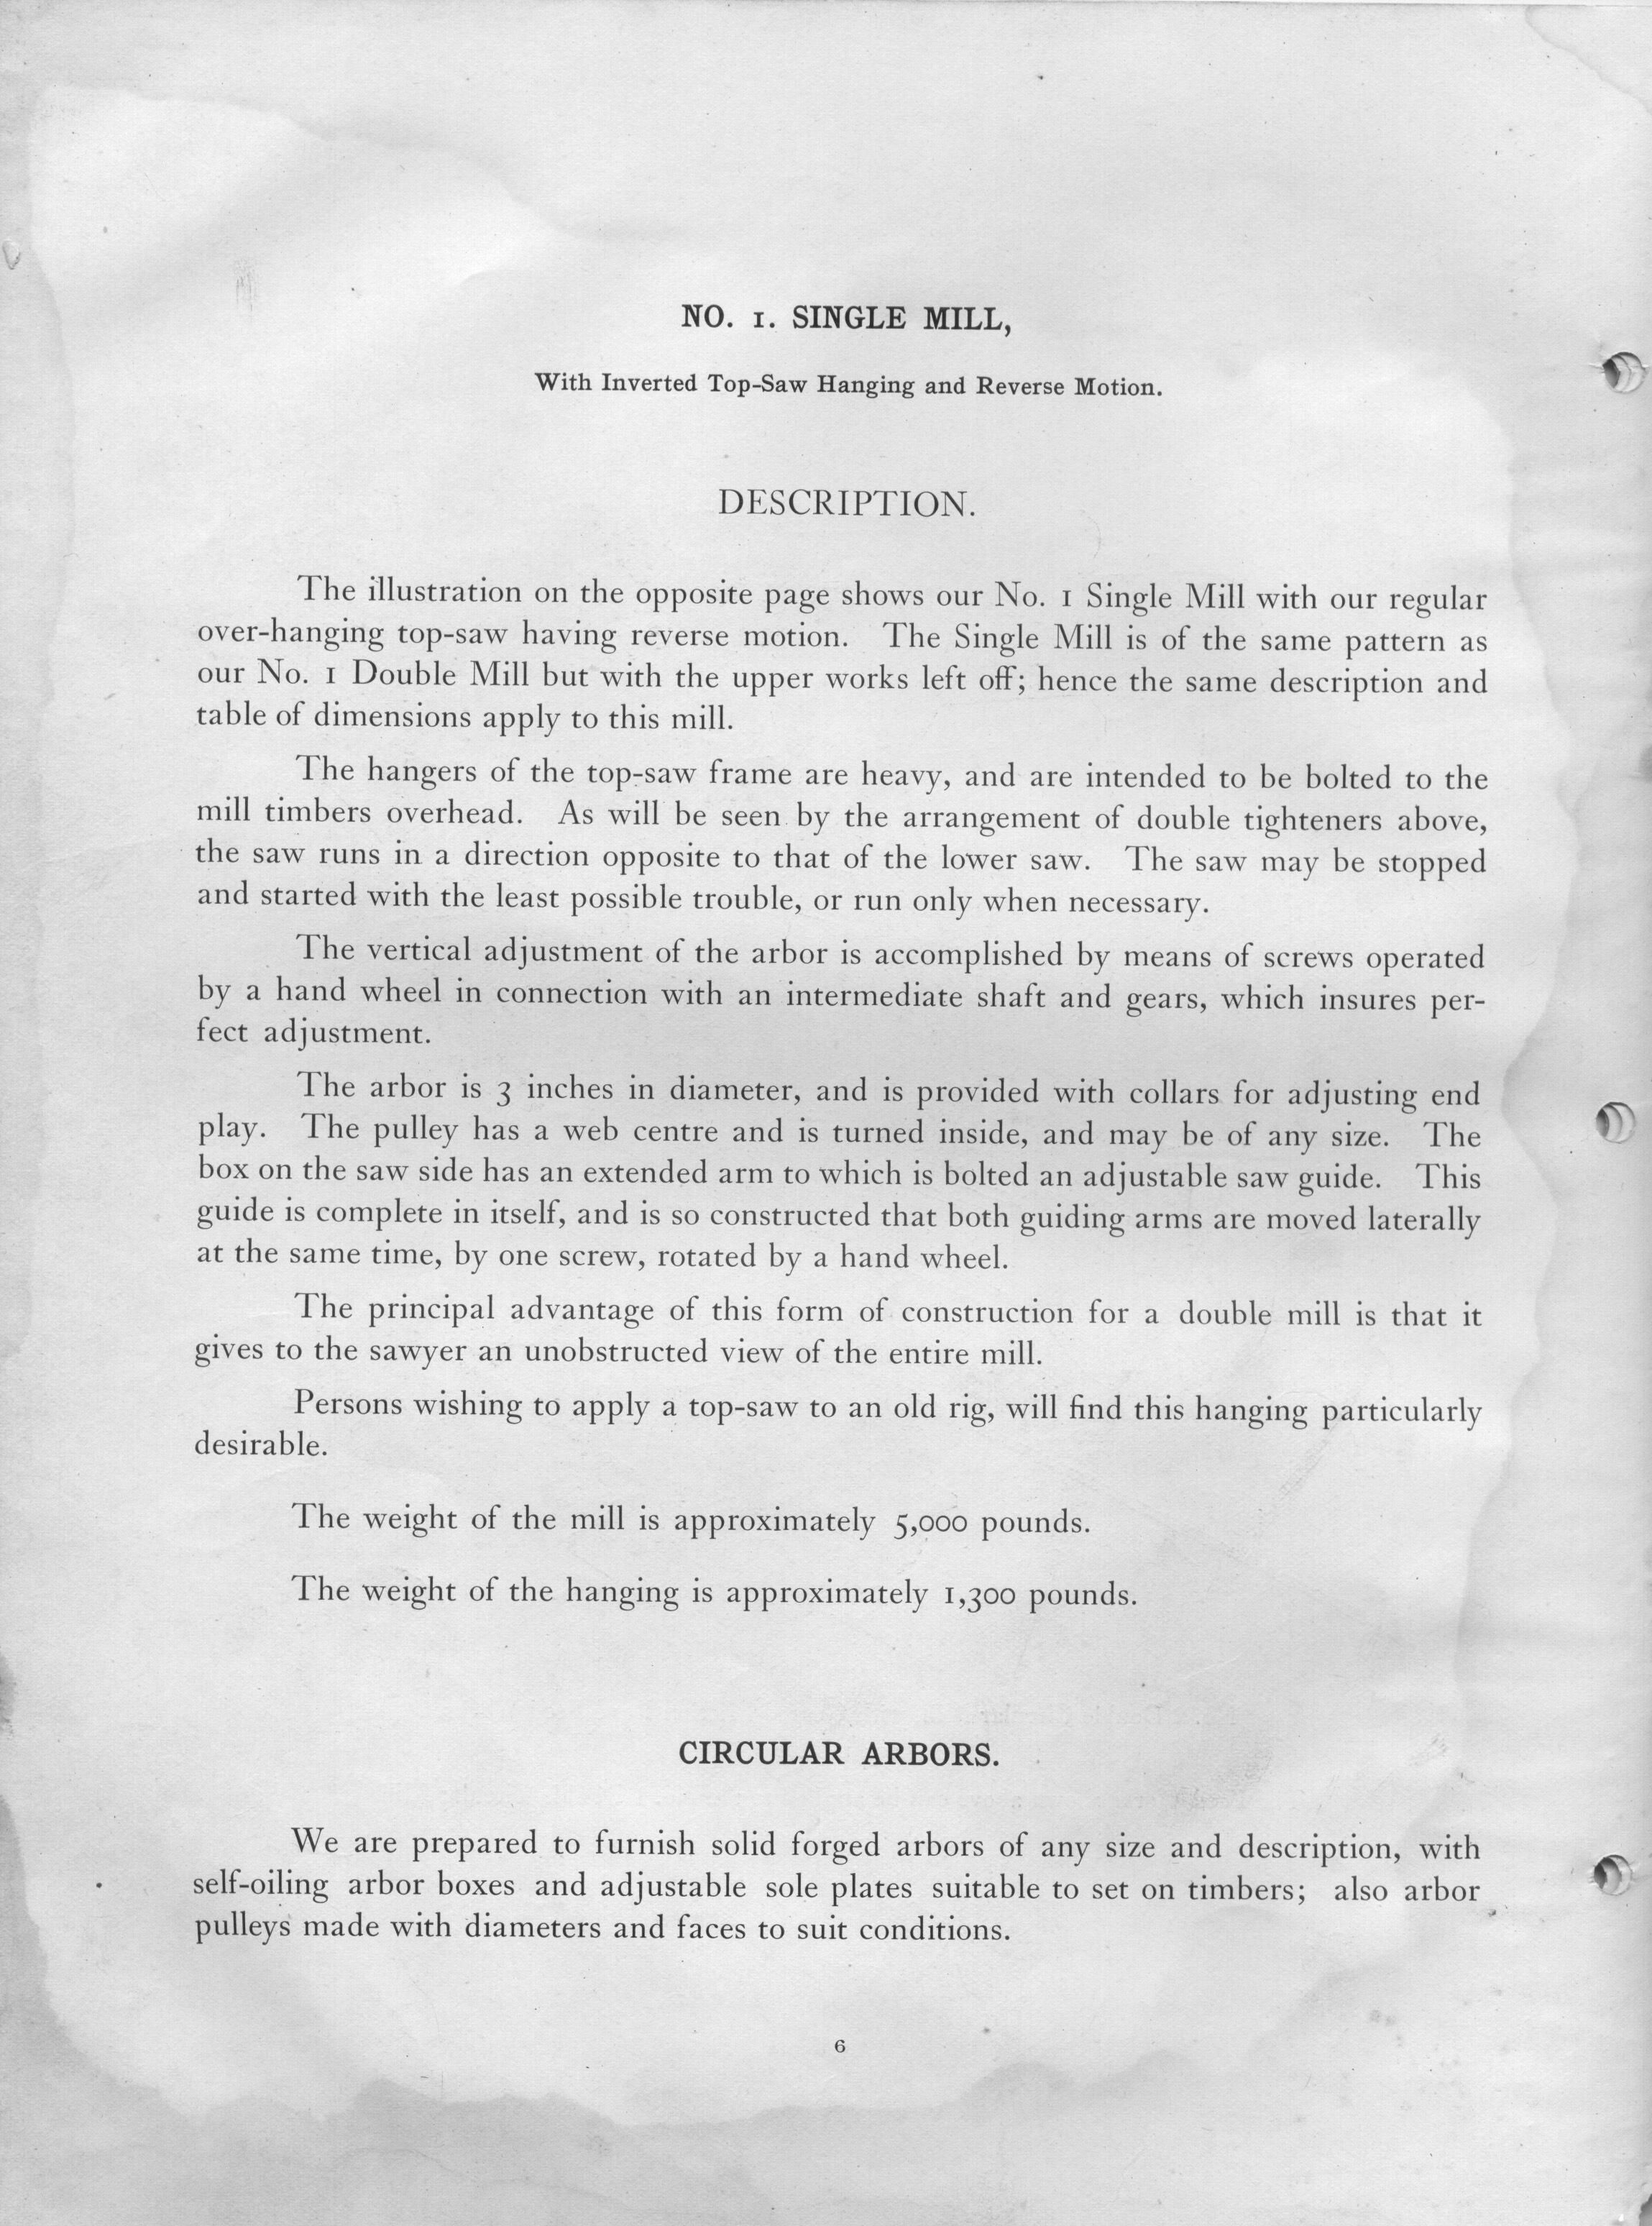 NO. 1. SINGLE MILL,
With Inverted Top-Saw Hanging and Reverse Motion.
DESCRIPTION.
The illustration on the opposite page shows our No. 1 Single Mill with our regular
over-hanging top-saw having reverse motion. The Single Mill is of the same pattern as
our No. 1 Double Mill but with the upper works left off; hence the same description and
table of dimensions apply to this mill.
The hangers of the top-saw frame are heavy, and are intended to be bolted to the
mill timbers overhead. As will be seen by the arrangement of double tighteners above,
the saw runs in a direction opposite to that of the lower saw. The saw may be stopped
and started with the least possible trouble, or run only when necessary.
The vertical adjustment of the arbor is accomplished by means of screws operated
by a hand wheel in connection with an intermediate shaft and gears, which insures per-
fect adjustment.
The arbor is 3 inches in diameter, and is provided with collars for adjusting end
play. The pulley has a web centre and is turned inside, and may be of any size. The
box on the saw side has an extended arm to which is bolted an adjustable saw guide. This
guide is complete in itself, and is so constructed that both guiding arms are moved laterally
at the same time, by one screw, rotated by a hand wheel.
The principal advantage of this form of construction for a double mill is that it
gives to the sawyer an unobstructed view of the entire mill.
Persons wishing to apply a top-saw to an old rig, will find this hanging particularly
desirable.
The weight of the mill is approximately 5,000 pounds.
The weight of the hanging is approximately 1,300 pounds.
CIRCULAR ARBORS.
We are prepared to furnish solid forged arbors of any size and description, with
self-oiling arbor boxes and adjustable sole plates suitable to set on timbers; also arbor
pulleys made with diameters and faces to suit conditions.
6